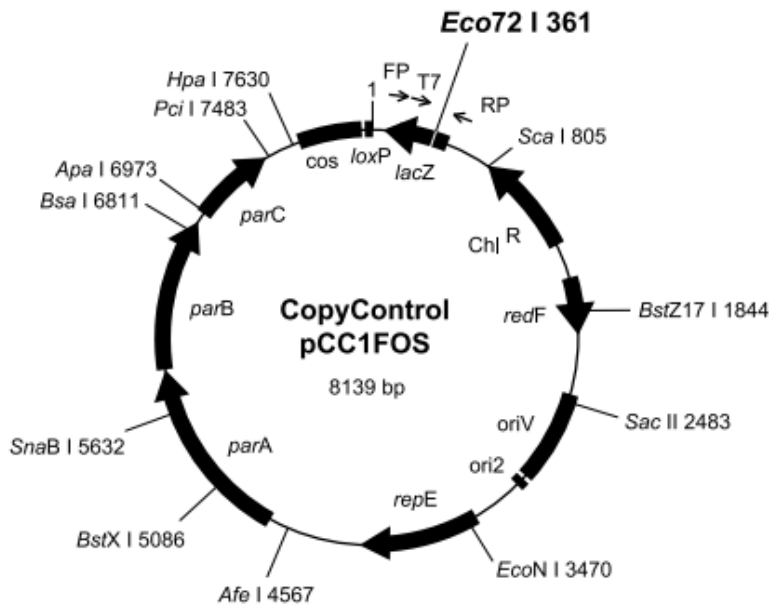 Eco72 I 361
FP
T7
1
RP
Hpa I 7630
Pci I 7483
Sca I 805
cos
loxP
lacZ
Apa I 6973
Bsa I 6811
parC
Chl R
parB
CopyControl
pCC1FOS
8139 bp
redF
BstZ17 I 1844
oriV
Sac II 2483
SnaB I 5632
parA
ori2
repE
BstX I 5086
EcoN I 3470
Afe I 4567